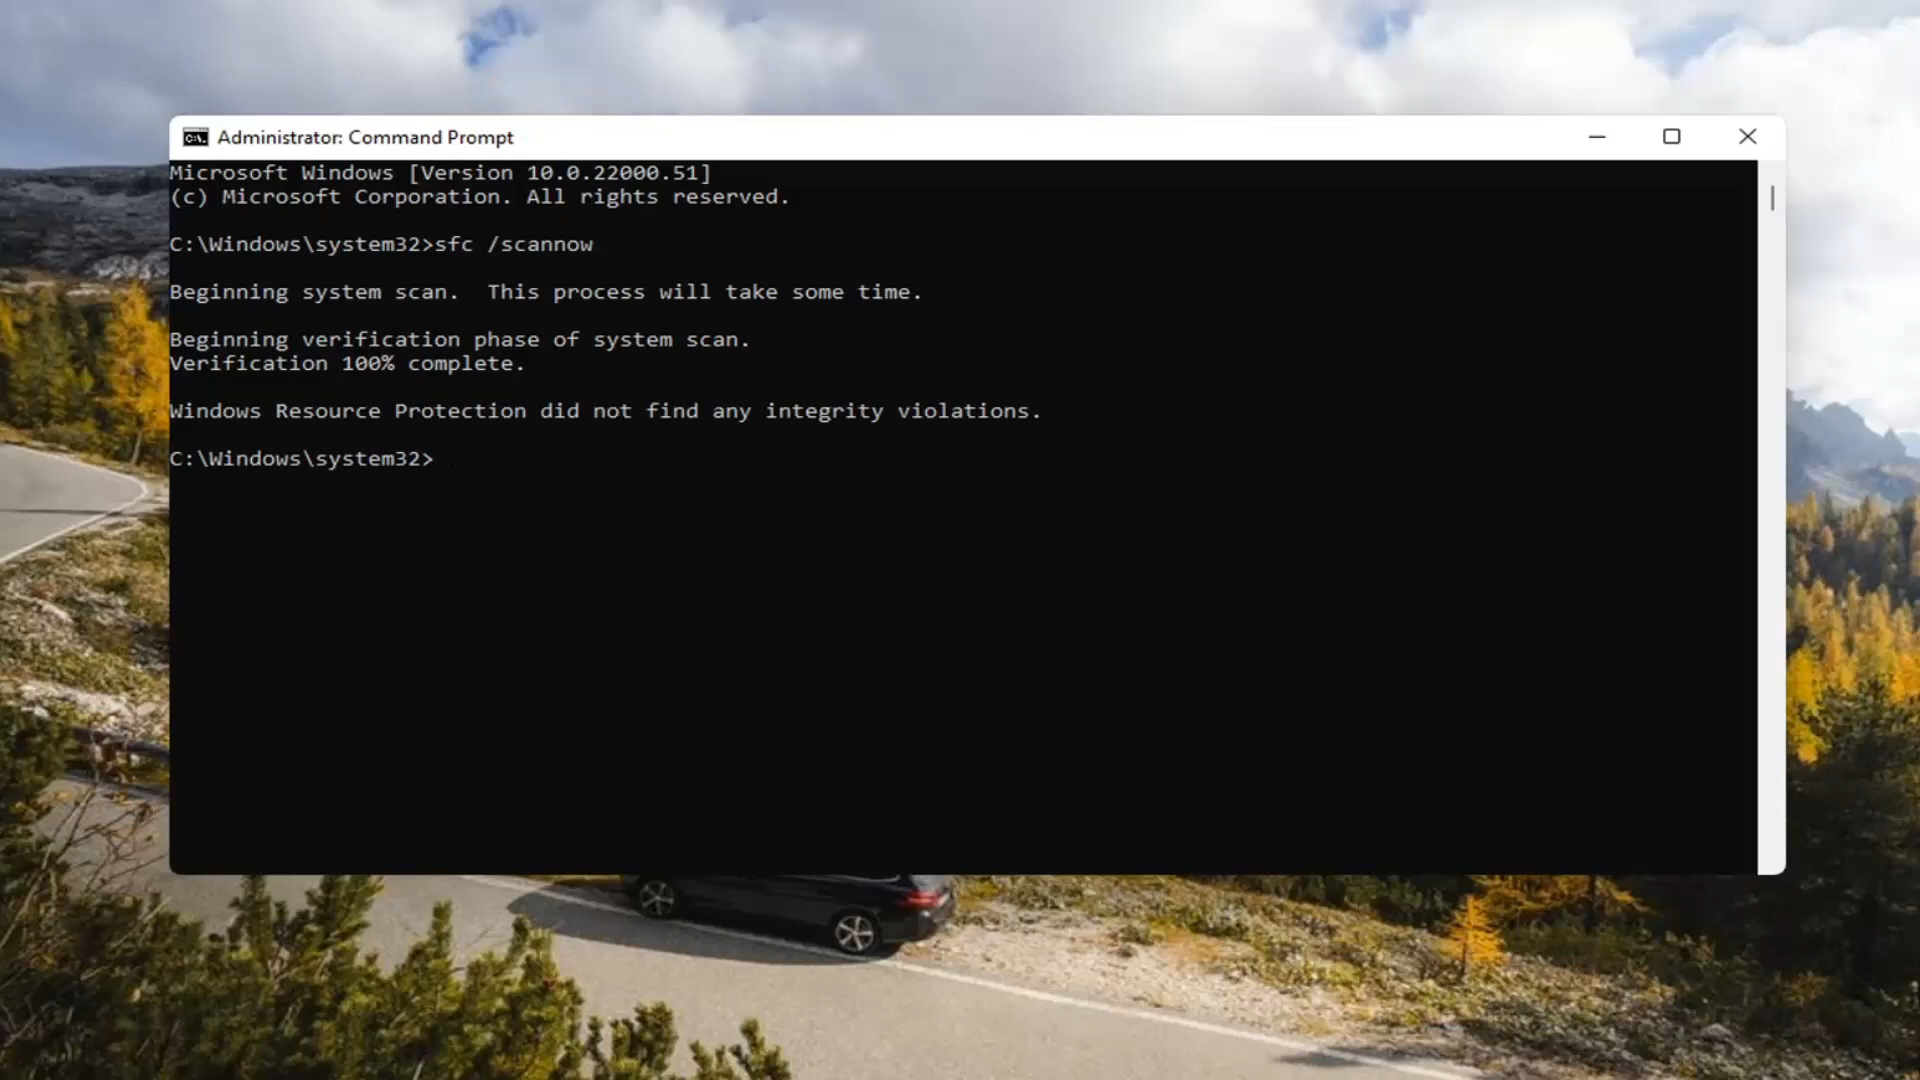 Administrator: Command Prompt
Microsoft Windows [Version 10.0.22000.51]
(c) Microsoft Corporation. All rights reserved.
C:\Windows\system32>sfc /scannow
Beginning system scan.  This process will take some time.
Beginning verification phase of system scan.
Verification 100% complete.
Windows Resource Protection did not find any integrity violations.
C:\Windows\system32>